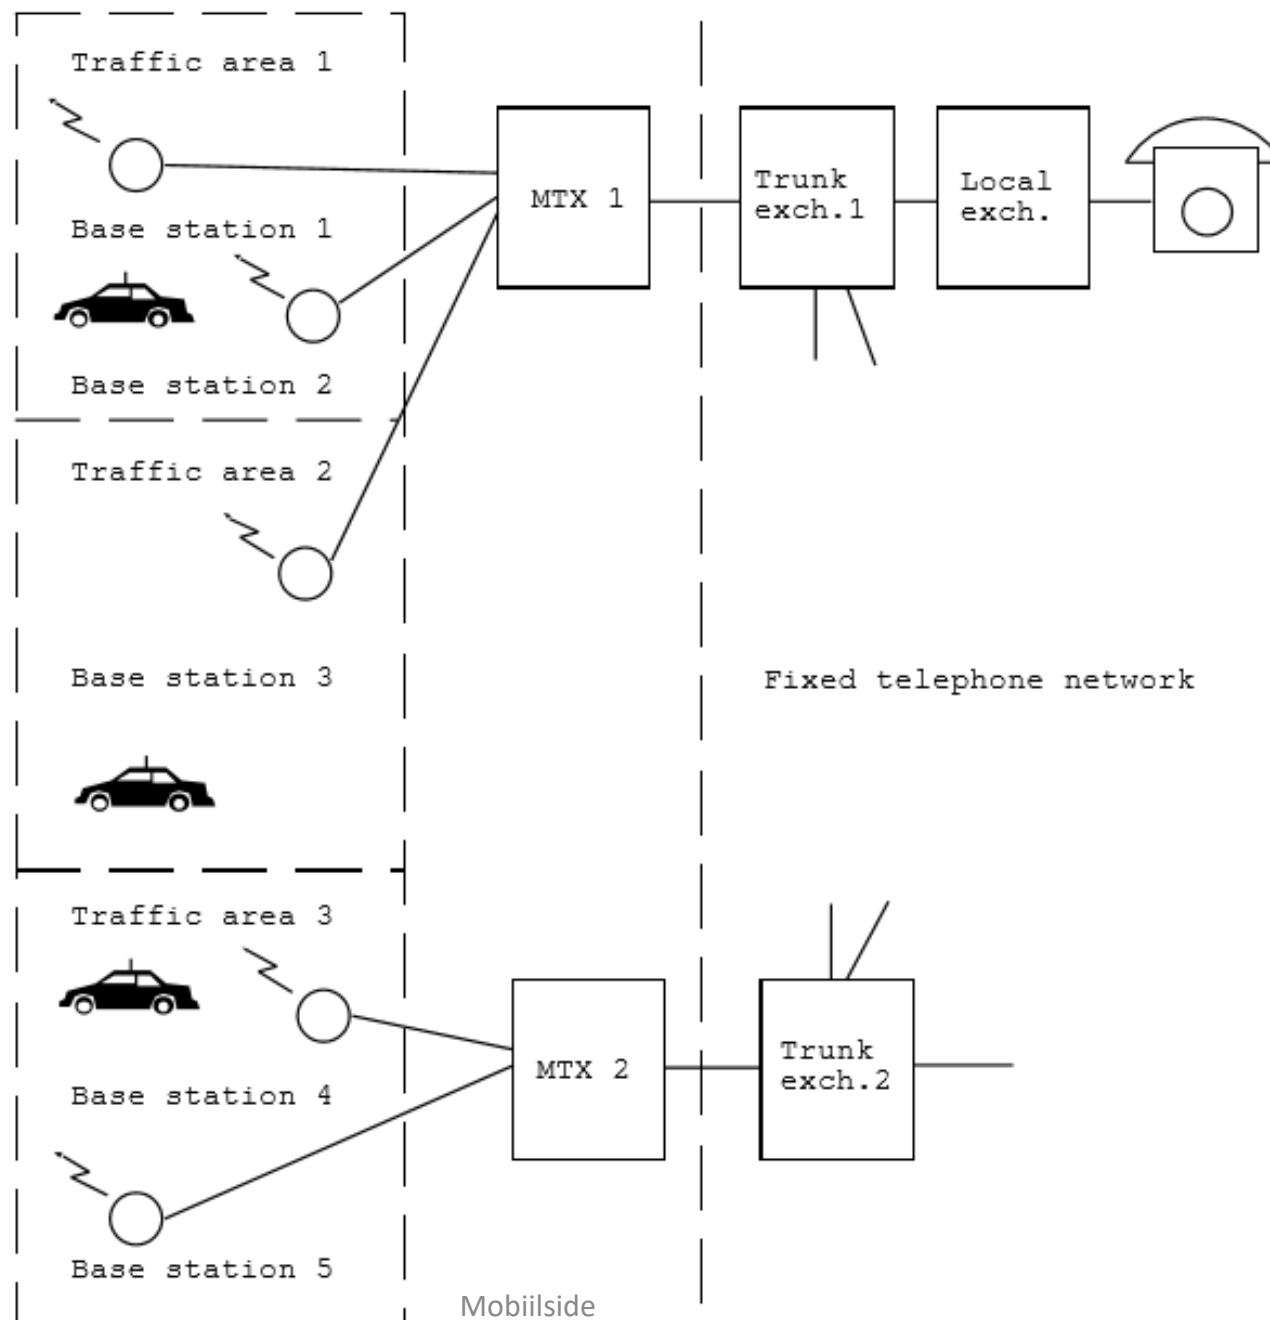 Traffic area 1
Base station 1
Base station 2
MTX 1
Trunk
exch.1
Local
exch.
Traffic area 2
Base station 3
Fixed telephone network
Traffic area 3
Base station 4
Base station 5
MTX 2
Trunk
exch.2
Mobiilside